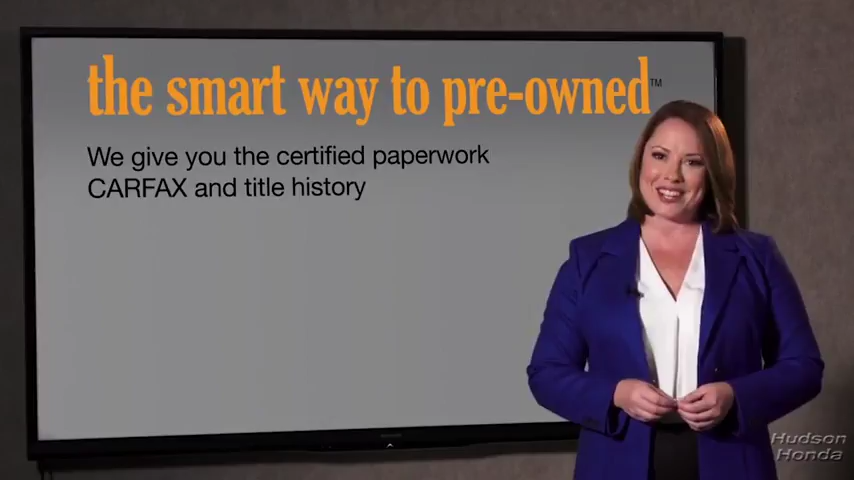 the smart way to pre-owned™
We give you the certified paperwork
CARFAX and title history
Hudson
Honda